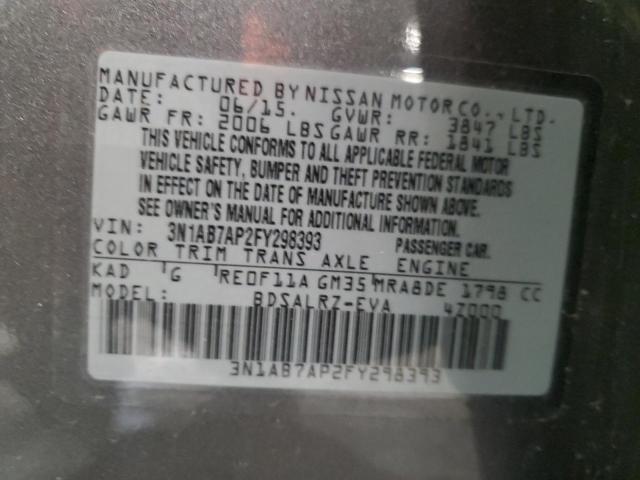 MANUFACTURED BY NISSAN MOTOR CO., LTD.
DATE: 06/15. GVWR: 3847 LBS
GAWR FR: 2006 LBS GAWR RR: 1841 LBS
THIS VEHICLE CONFORMS TO ALL APPLICABLE FEDERAL MOTOR
VEHICLE SAFETY, BUMPER AND THEFT PREVENTION STANDARDS
IN EFFECT ON THE DATE OF MANUFACTURE SHOWN ABOVE.
SEE OWNER'S MANUAL FOR ADDITIONAL INFORMATION.
VIN: 3N1AB7AP2FY298393 PASSENGER CAR.
COLOR TRIM TRANS AXLE ENGINE
KAD G RE0F11A GM35 MRA8DE 1798 CC
MODEL: BDSALRZ-EVA 4Z000
3N1AB7AP2FY298393